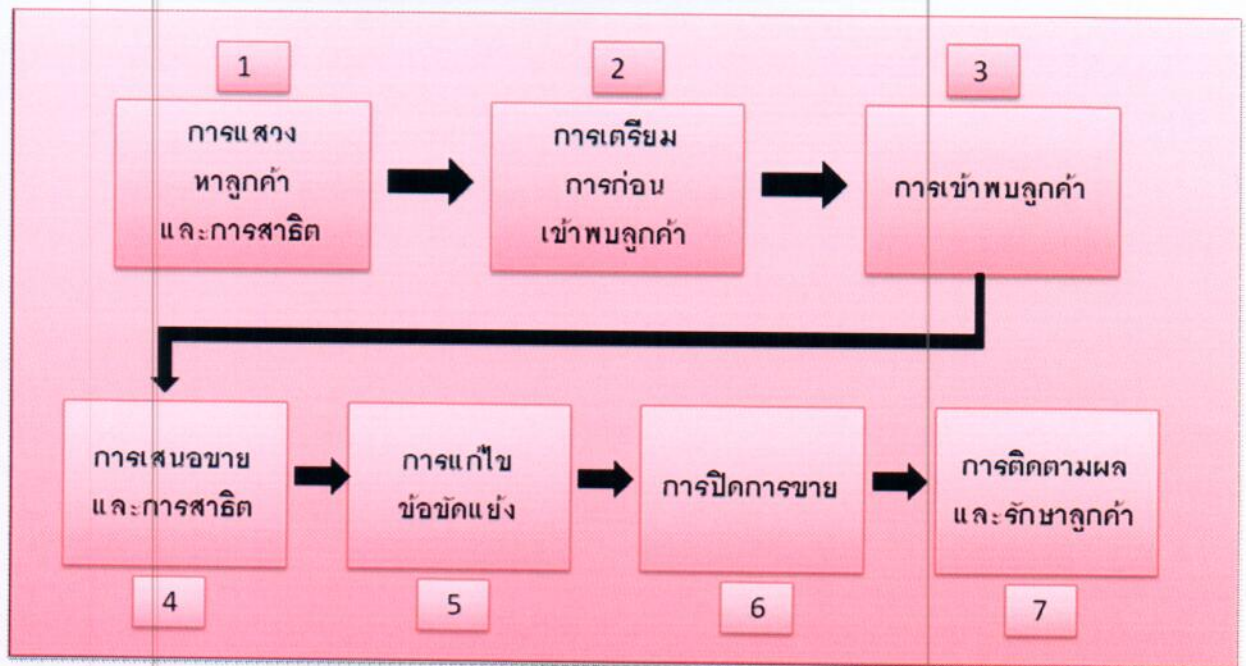 1
การแสวง
หาลูกค้า
และการสาธิต
2
การเตรียม
การก่อน
เข้าพบลูกค้า
3
การเข้าพบลูกค้า
การเสนอขาย
และการสาธิต
4
การแก้ไข
ข้อขัดแย้ง
5
การปิดการขาย
6
การติดตามผล
และรักษาลูกค้า
7